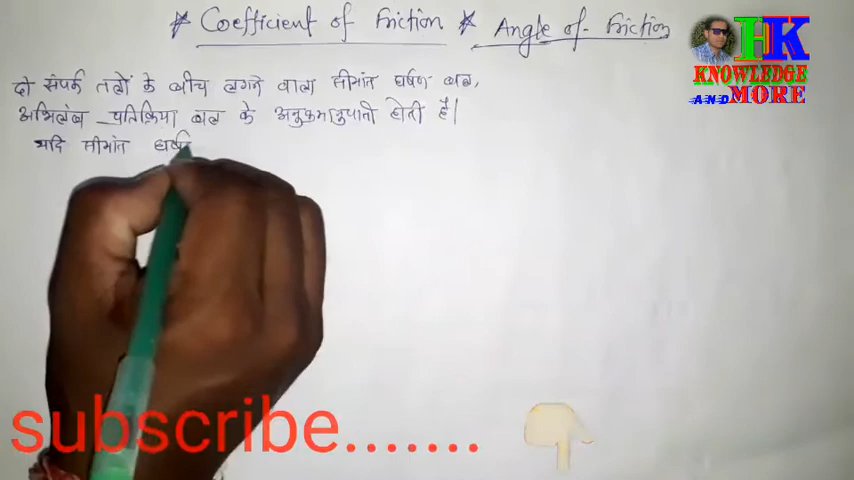 * Coefficient of Friction * Angle of Friction
HK
KNOWLEDGE
AND MORE
दो संपर्क तलों के बीच लगने वाला सीमांत घर्षण बल,
अभिलंब प्रतिक्रिया बल के अनुक्रमानुपाती होती है|
यदि सीमांत घर्ष
subscribe.......